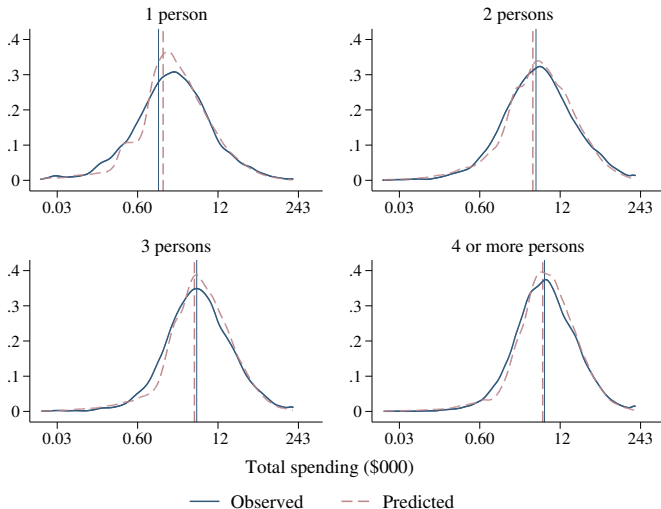 1 person
2 persons
.4
.3
.2
.1
0
0.03 0.60 12 243
.4
.3
.2
.1
0
0.03 0.60 12 243
3 persons
4 or more persons
.4
.3
.2
.1
0
0.03 0.60 12 243
.4
.3
.2
.1
0
0.03 0.60 12 243
Total spending ($000)
Observed Predicted